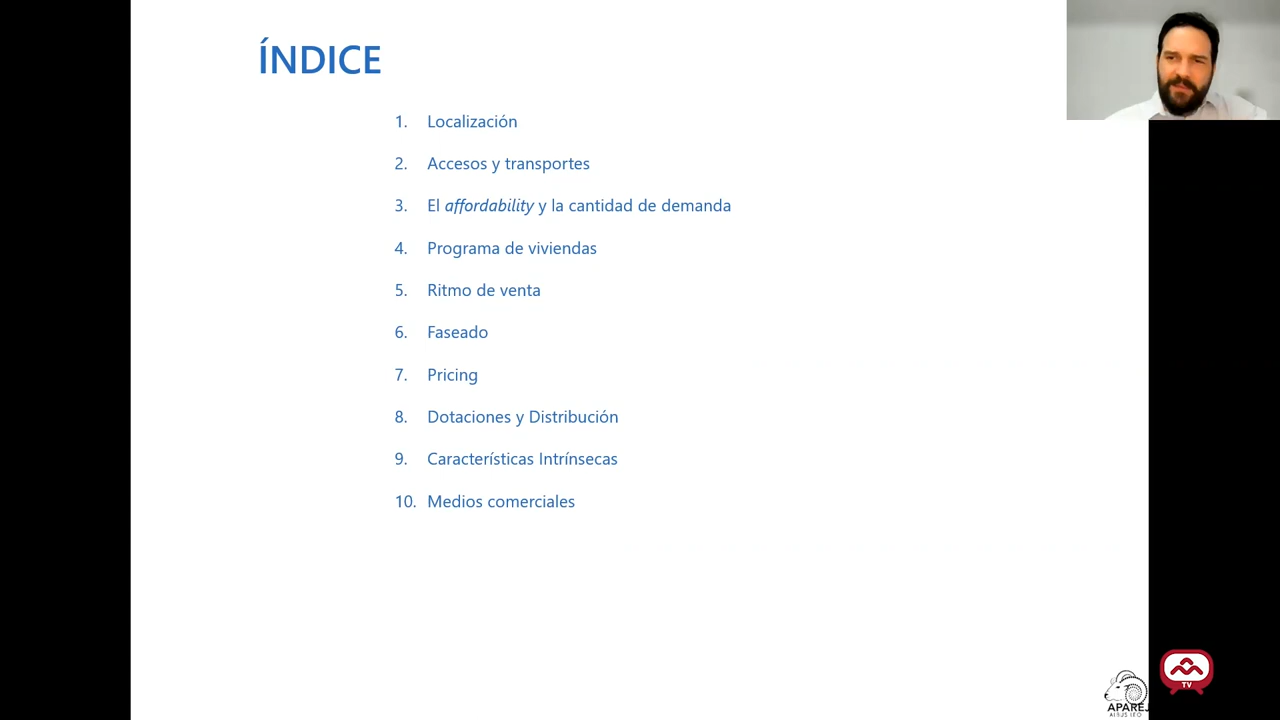 ÍNDICE
1. Localización
2. Accesos y transportes
3. El affordability y la cantidad de demanda
4. Programa de viviendas
5. Ritmo de venta
6. Faseado
7. Pricing
8. Dotaciones y Distribución
9. Características Intrínsecas
10. Medios comerciales
TV
APAREJ